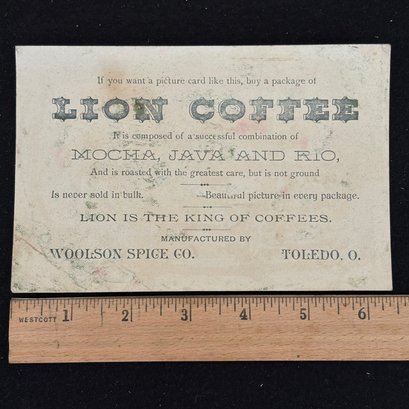 If you want a picture card like this, buy a package of
LION COFFEE
It is composed of a successful combination of
MOCHA, JAVA AND RIO,
And is roasted with the greatest care, but is not ground
Is never sold in bulk. —Beautiful picture in every package.
LION IS THE KING OF COFFEES.
MANUFACTURED BY
WOOLSON SPICE CO. TOLEDO, O.
WESTCOTT 1 2 3 4 5 6